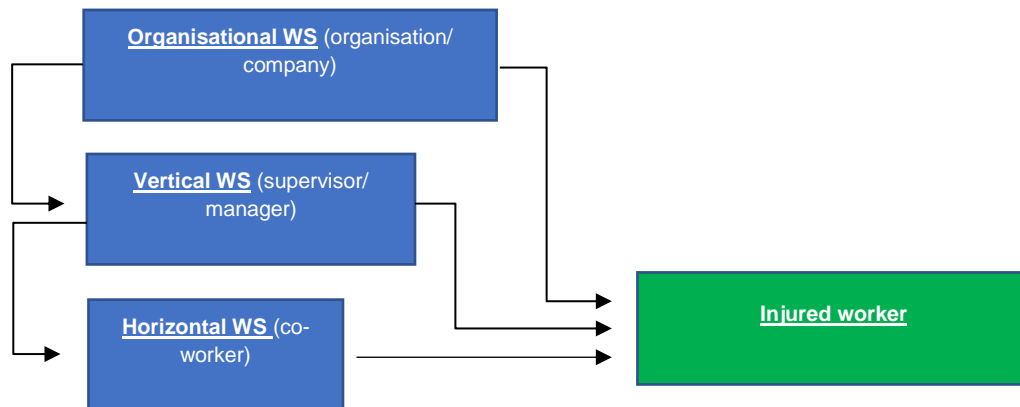 Organisational WS (organisation/
company)
Vertical WS (supervisor/
manager)
Horizontal WS (co-
worker)
Injured worker